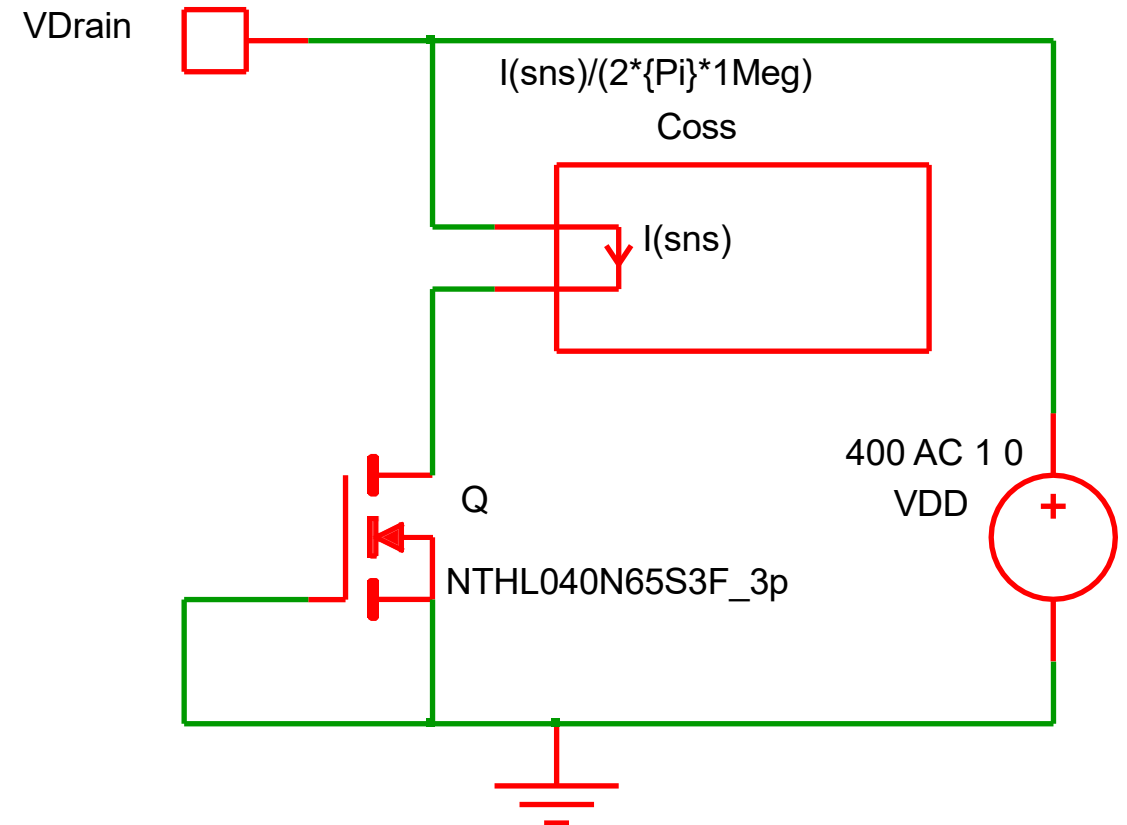 VDrain
I(sns)/(2*{Pi}*1Meg)
Coss
I(sns)
400 AC 1 0
VDD
Q
NTHL040N65S3F_3p